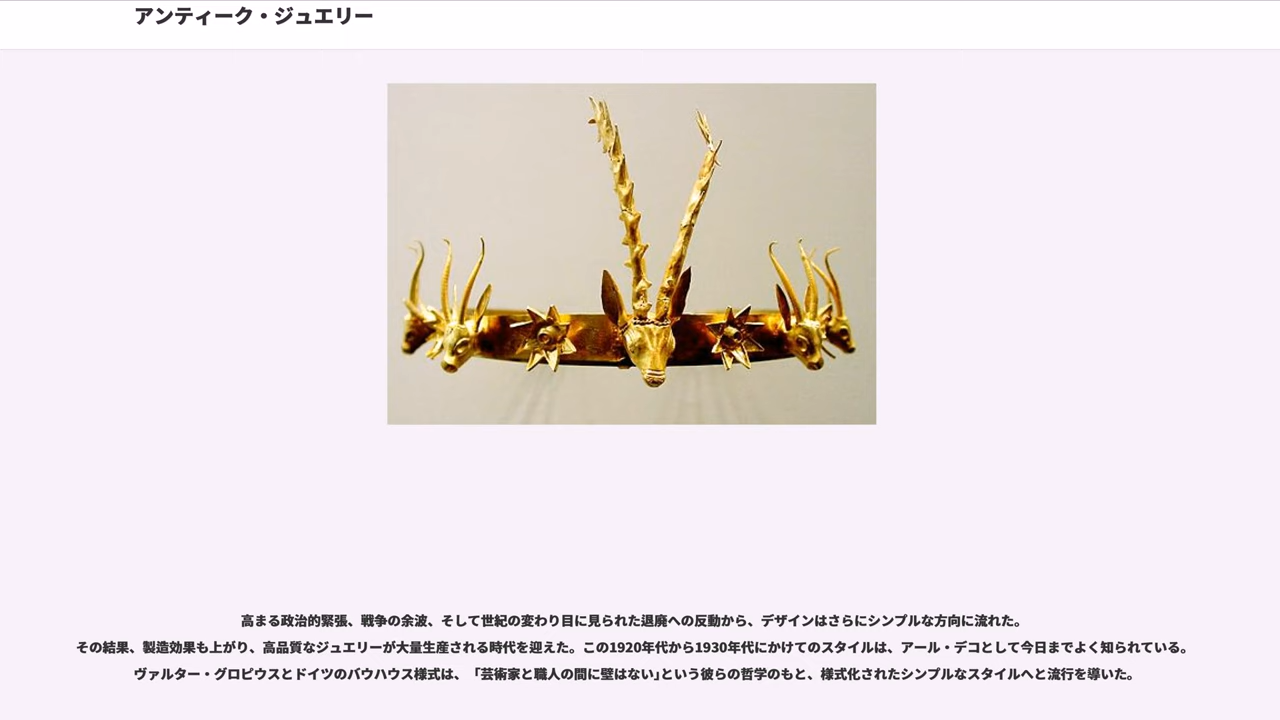 アンティーク・ジュエリー
高まる政治的緊張、戦争の余波、そして世紀の変わり目に見られた退廃への反動から、デザインはさらにシンプルな方向に流れた。
その結果、製造効果も上がり、高品質なジュエリーが大量生産される時代を迎えた。この1920年代から1930年代にかけてのスタイルは、アール・デコとして今日までよく知られている。
ヴァルター・グロピウスとドイツのバウハウス様式は、「芸術家と職人の間に壁はない」という彼らの哲学のもと、様式化されたシンプルなスタイルへと流行を導いた。